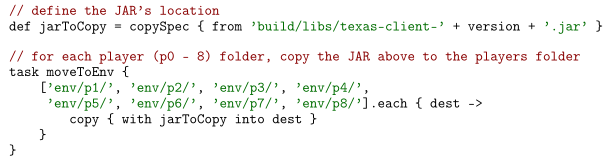 // define the JAR's location
def jarToCopy = copySpec { from 'build/libs/texas-client-' + version + '.jar' }
// for each player (p0 - 8) folder, copy the JAR above to the players folder
task moveToEnv {
['env/p1/', 'env/p2/', 'env/p3/', 'env/p4/',
'env/p5/', 'env/p6/', 'env/p7/', 'env/p8/'].each { dest ->
copy { with jarToCopy into dest }
}
}